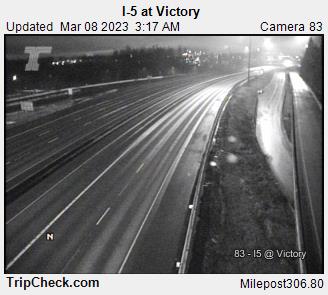 I-5 at Victory
Updated  Mar 08 2023  3:17 AM
Camera 83
T
N
83 - I5 @ Victory
TripCheck.com
Milepost306.80